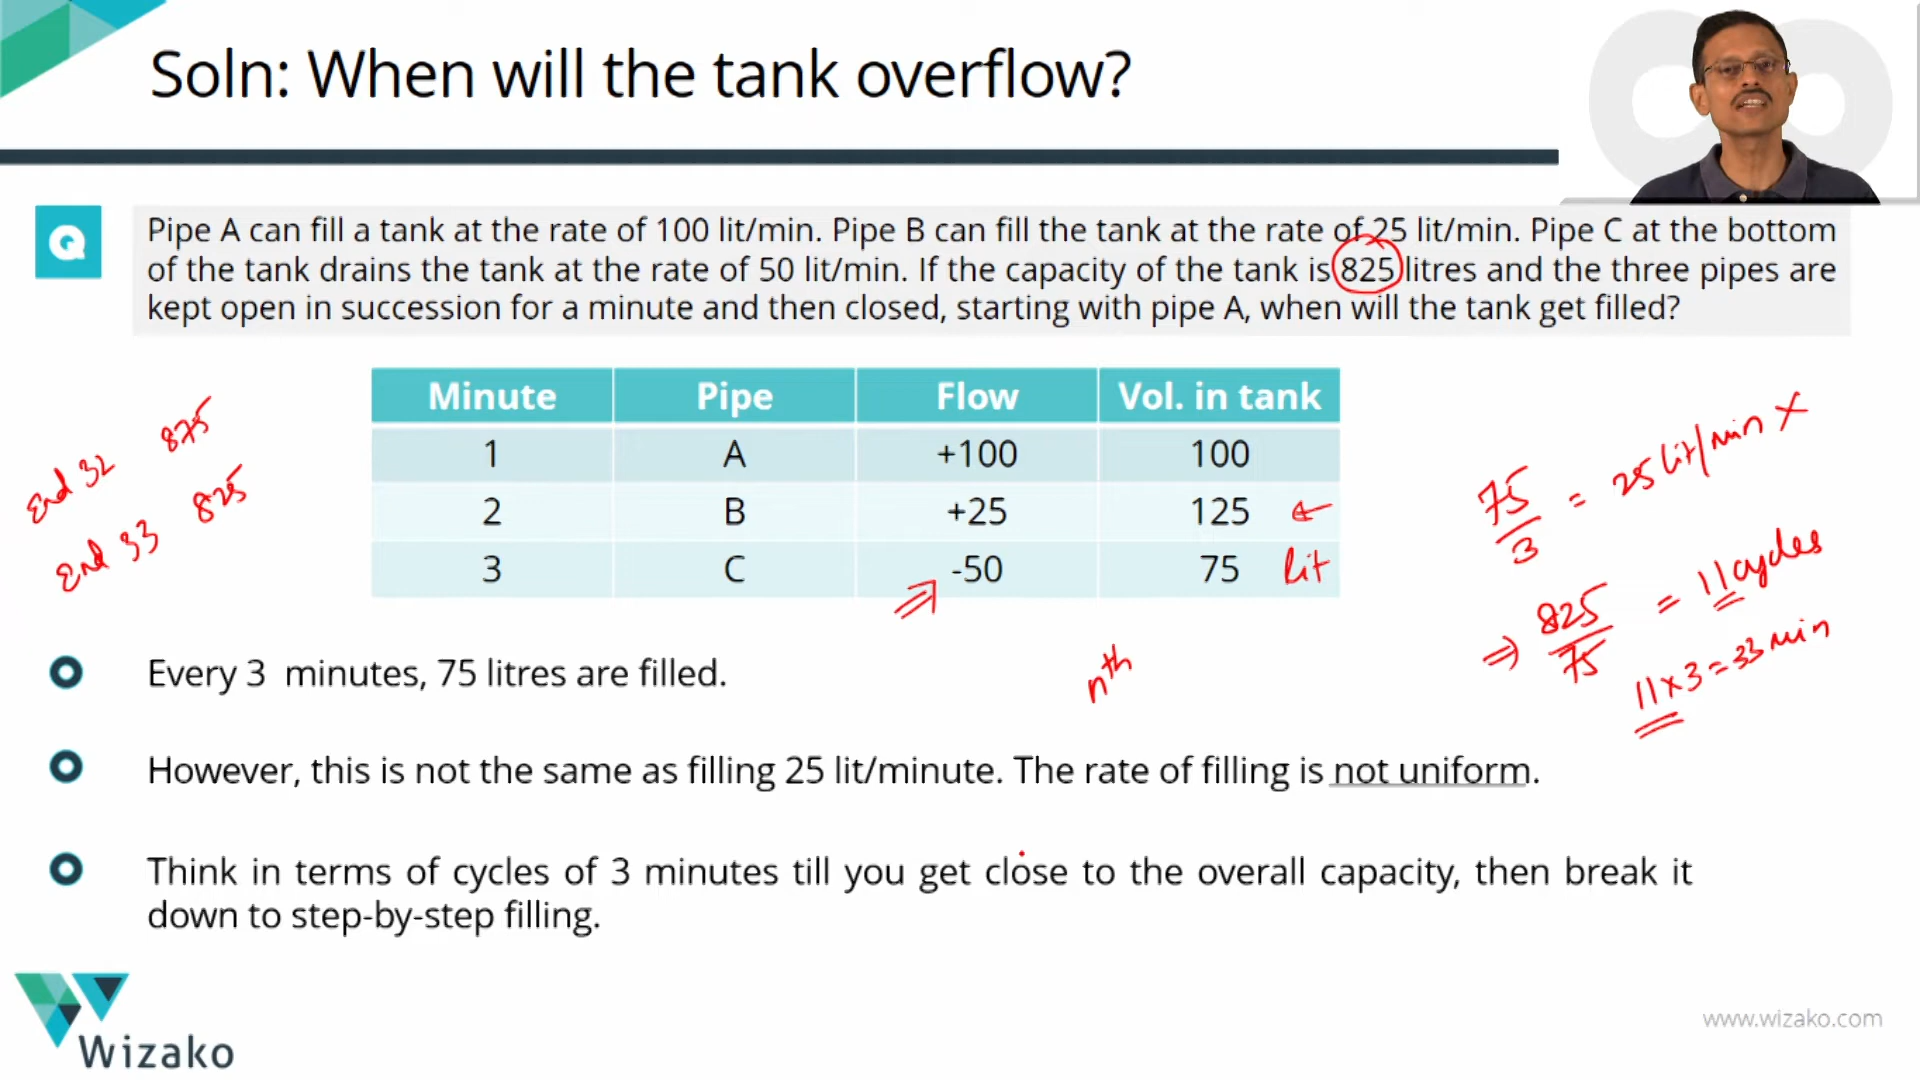 Soln: When will the tank overflow?
Q
Pipe A can fill a tank at the rate of 100 lit/min. Pipe B can fill the tank at the rate of 25 lit/min. Pipe C at the bottom
of the tank drains the tank at the rate of 50 lit/min. If the capacity of the tank is 825 litres and the three pipes are
kept open in succession for a minute and then closed, starting with pipe A, when will the tank get filled?
Minute Pipe Flow Vol. in tank
1 A +100 100
2 B +25 125 ←
3 C -50 75 lit
⇒
End 32 875
End 33 825
75/3 = 25 lit/min X
⇒ 825/75 = 11 cycles
11 x 3 = 33 min
Every 3 minutes, 75 litres are filled.
nth
However, this is not the same as filling 25 lit/minute. The rate of filling is not uniform.
Think in terms of cycles of 3 minutes till you get close to the overall capacity, then break it
down to step-by-step filling.
Wizako
www.wizako.com